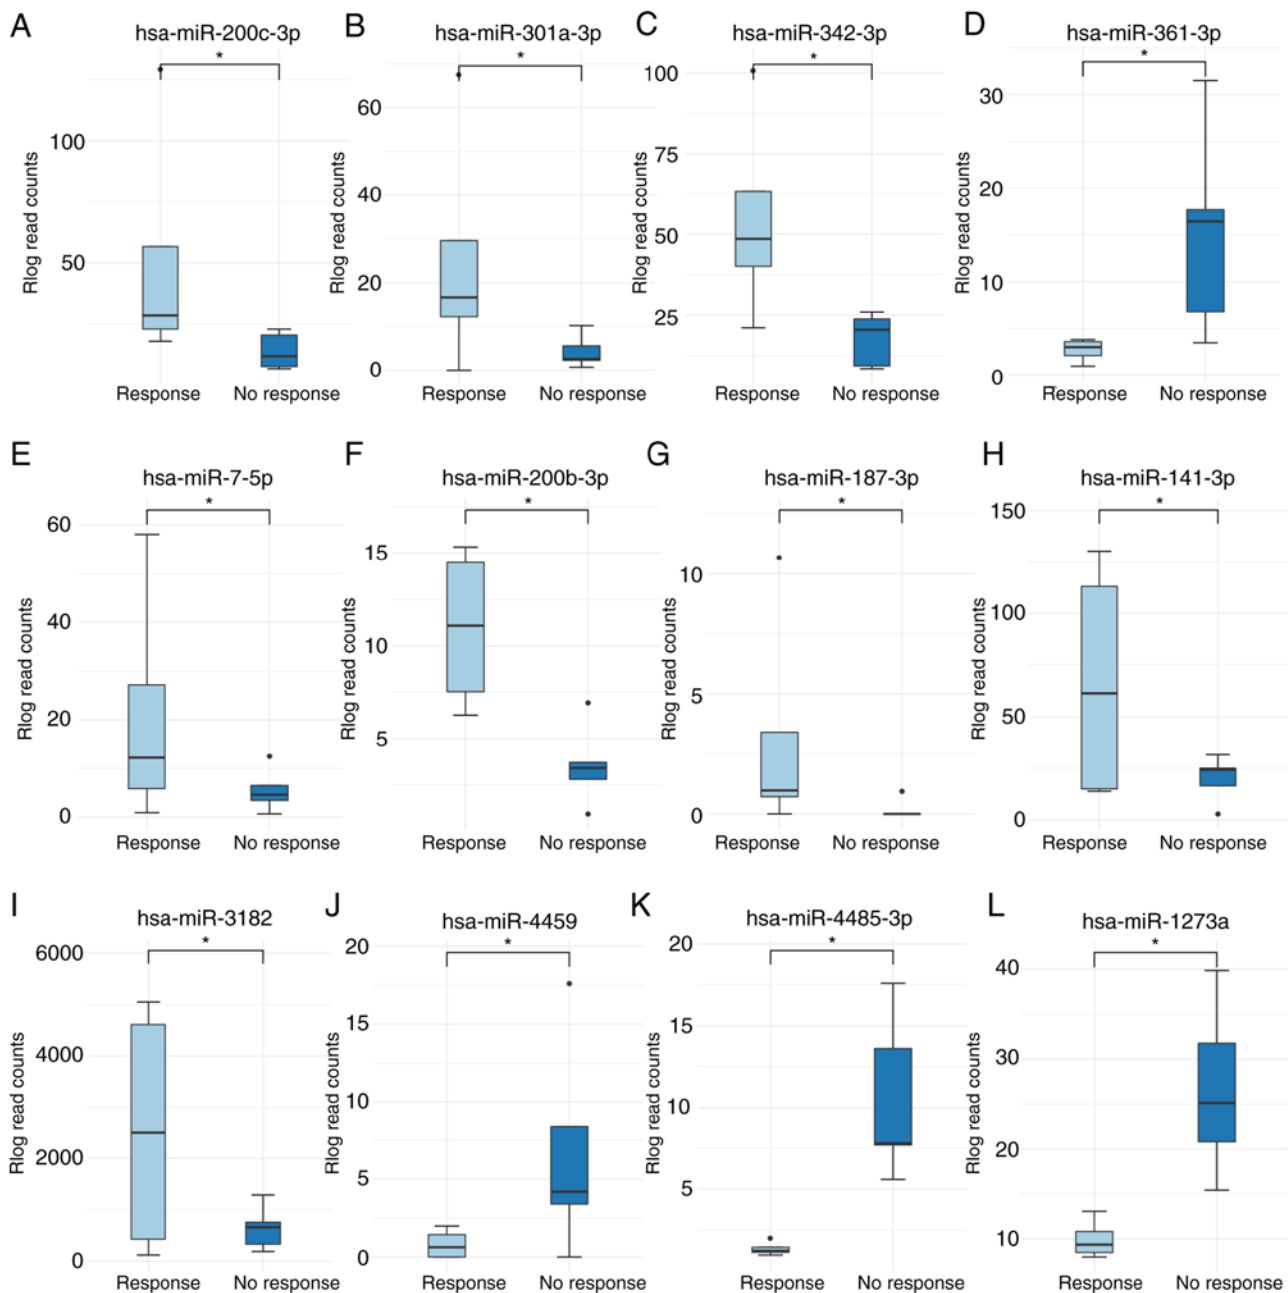 A
hsa-miR-200c-3p
*
Rlog read counts
100
50
Response
No response
B
hsa-miR-301a-3p
*
Rlog read counts
60
40
20
0
Response
No response
C
hsa-miR-342-3p
*
Rlog read counts
100
75
50
25
Response
No response
D
hsa-miR-361-3p
*
Rlog read counts
30
20
10
0
Response
No response
E
hsa-miR-7-5p
*
Rlog read counts
60
40
20
0
Response
No response
F
hsa-miR-200b-3p
*
Rlog read counts
15
10
5
Response
No response
G
hsa-miR-187-3p
*
Rlog read counts
10
5
0
Response
No response
H
hsa-miR-141-3p
*
Rlog read counts
150
100
50
0
Response
No response
I
hsa-miR-3182
*
Rlog read counts
6000
4000
2000
0
Response
No response
J
hsa-miR-4459
*
Rlog read counts
20
15
10
5
0
Response
No response
K
hsa-miR-4485-3p
*
Rlog read counts
20
15
10
5
Response
No response
L
hsa-miR-1273a
*
Rlog read counts
40
30
20
10
Response
No response